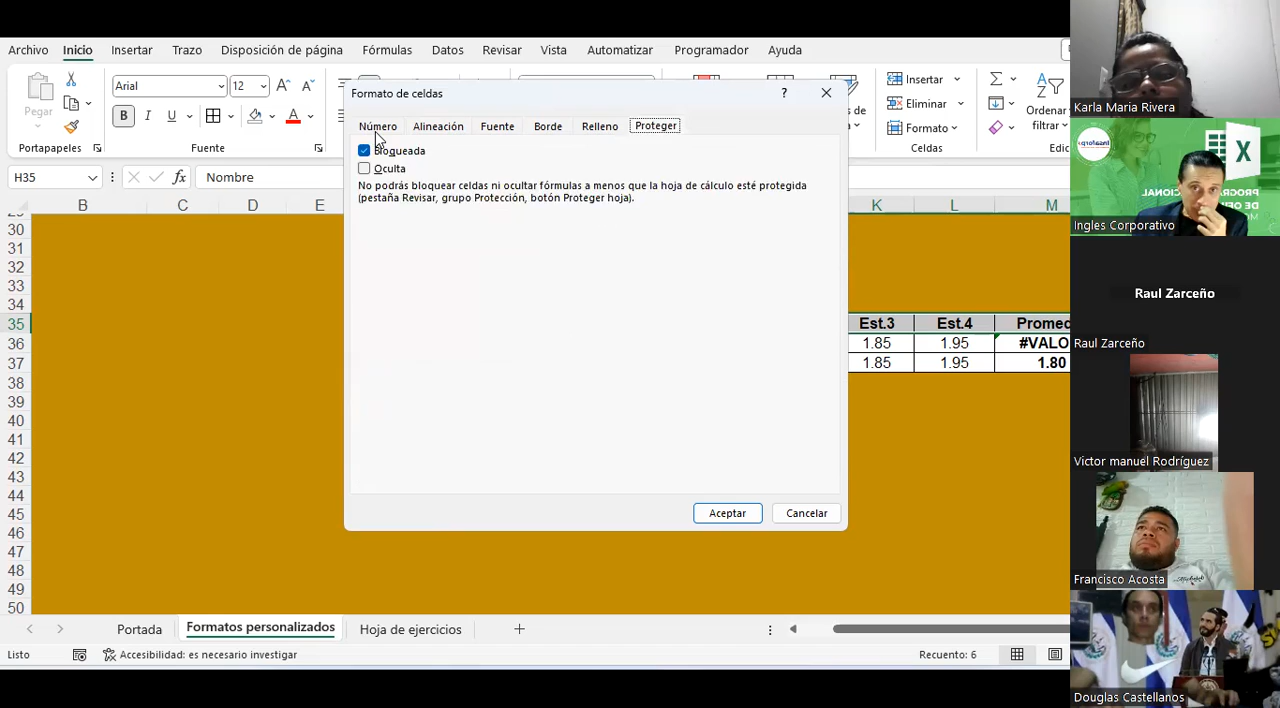 Archivo Inicio Insertar Trazo Disposición de página Fórmulas Datos Revisar Vista Automatizar Programador Ayuda
Pegar
Portapapeles
Arial 12
B I U A
Fuente
Insertar
Eliminar
Formato
Celdas
Ordenar
filtrar
Edic
Formato de celdas
Número Alineación Fuente Borde Relleno Proteger
Bloqueada
Oculta
No podrás bloquear celdas ni ocultar fórmulas a menos que la hoja de cálculo esté protegida
(pestaña Revisar, grupo Protección, botón Proteger hoja).
Aceptar Cancelar
H35 fx Nombre
B C D E K L M
30
31
32
33
34
35 Est.3 Est.4 Promed
36 1.85 1.95 #VALO
37 1.85 1.95 1.80
38
39
40
41
42
43
44
45
46
47
48
49
50
Portada Formatos personalizados Hoja de ejercicios
Listo Accesibilidad: es necesario investigar Recuento: 6
Karla Maria Rivera
Insaforp
X
Ingles Corporativo
Raul Zarceño
Raul Zarceño
Victor manuel Rodríguez
Francisco Acosta
Douglas Castellanos